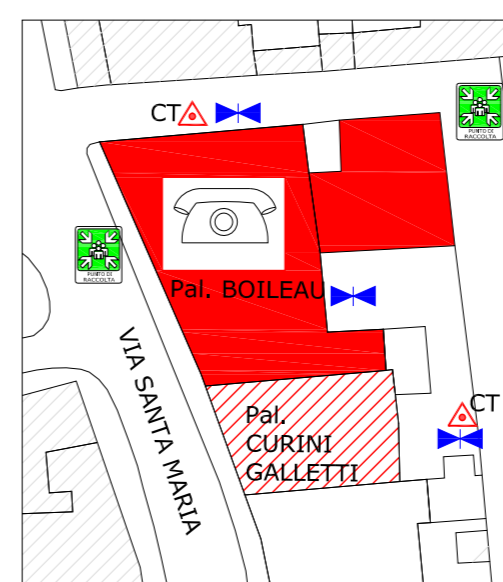 CT
PUNTO DI
RACCOLTA
PUNTO DI
RACCOLTA
Pal. BOILEAU
VIA SANTA MARIA
CT
Pal.
CURINI
GALLETTI